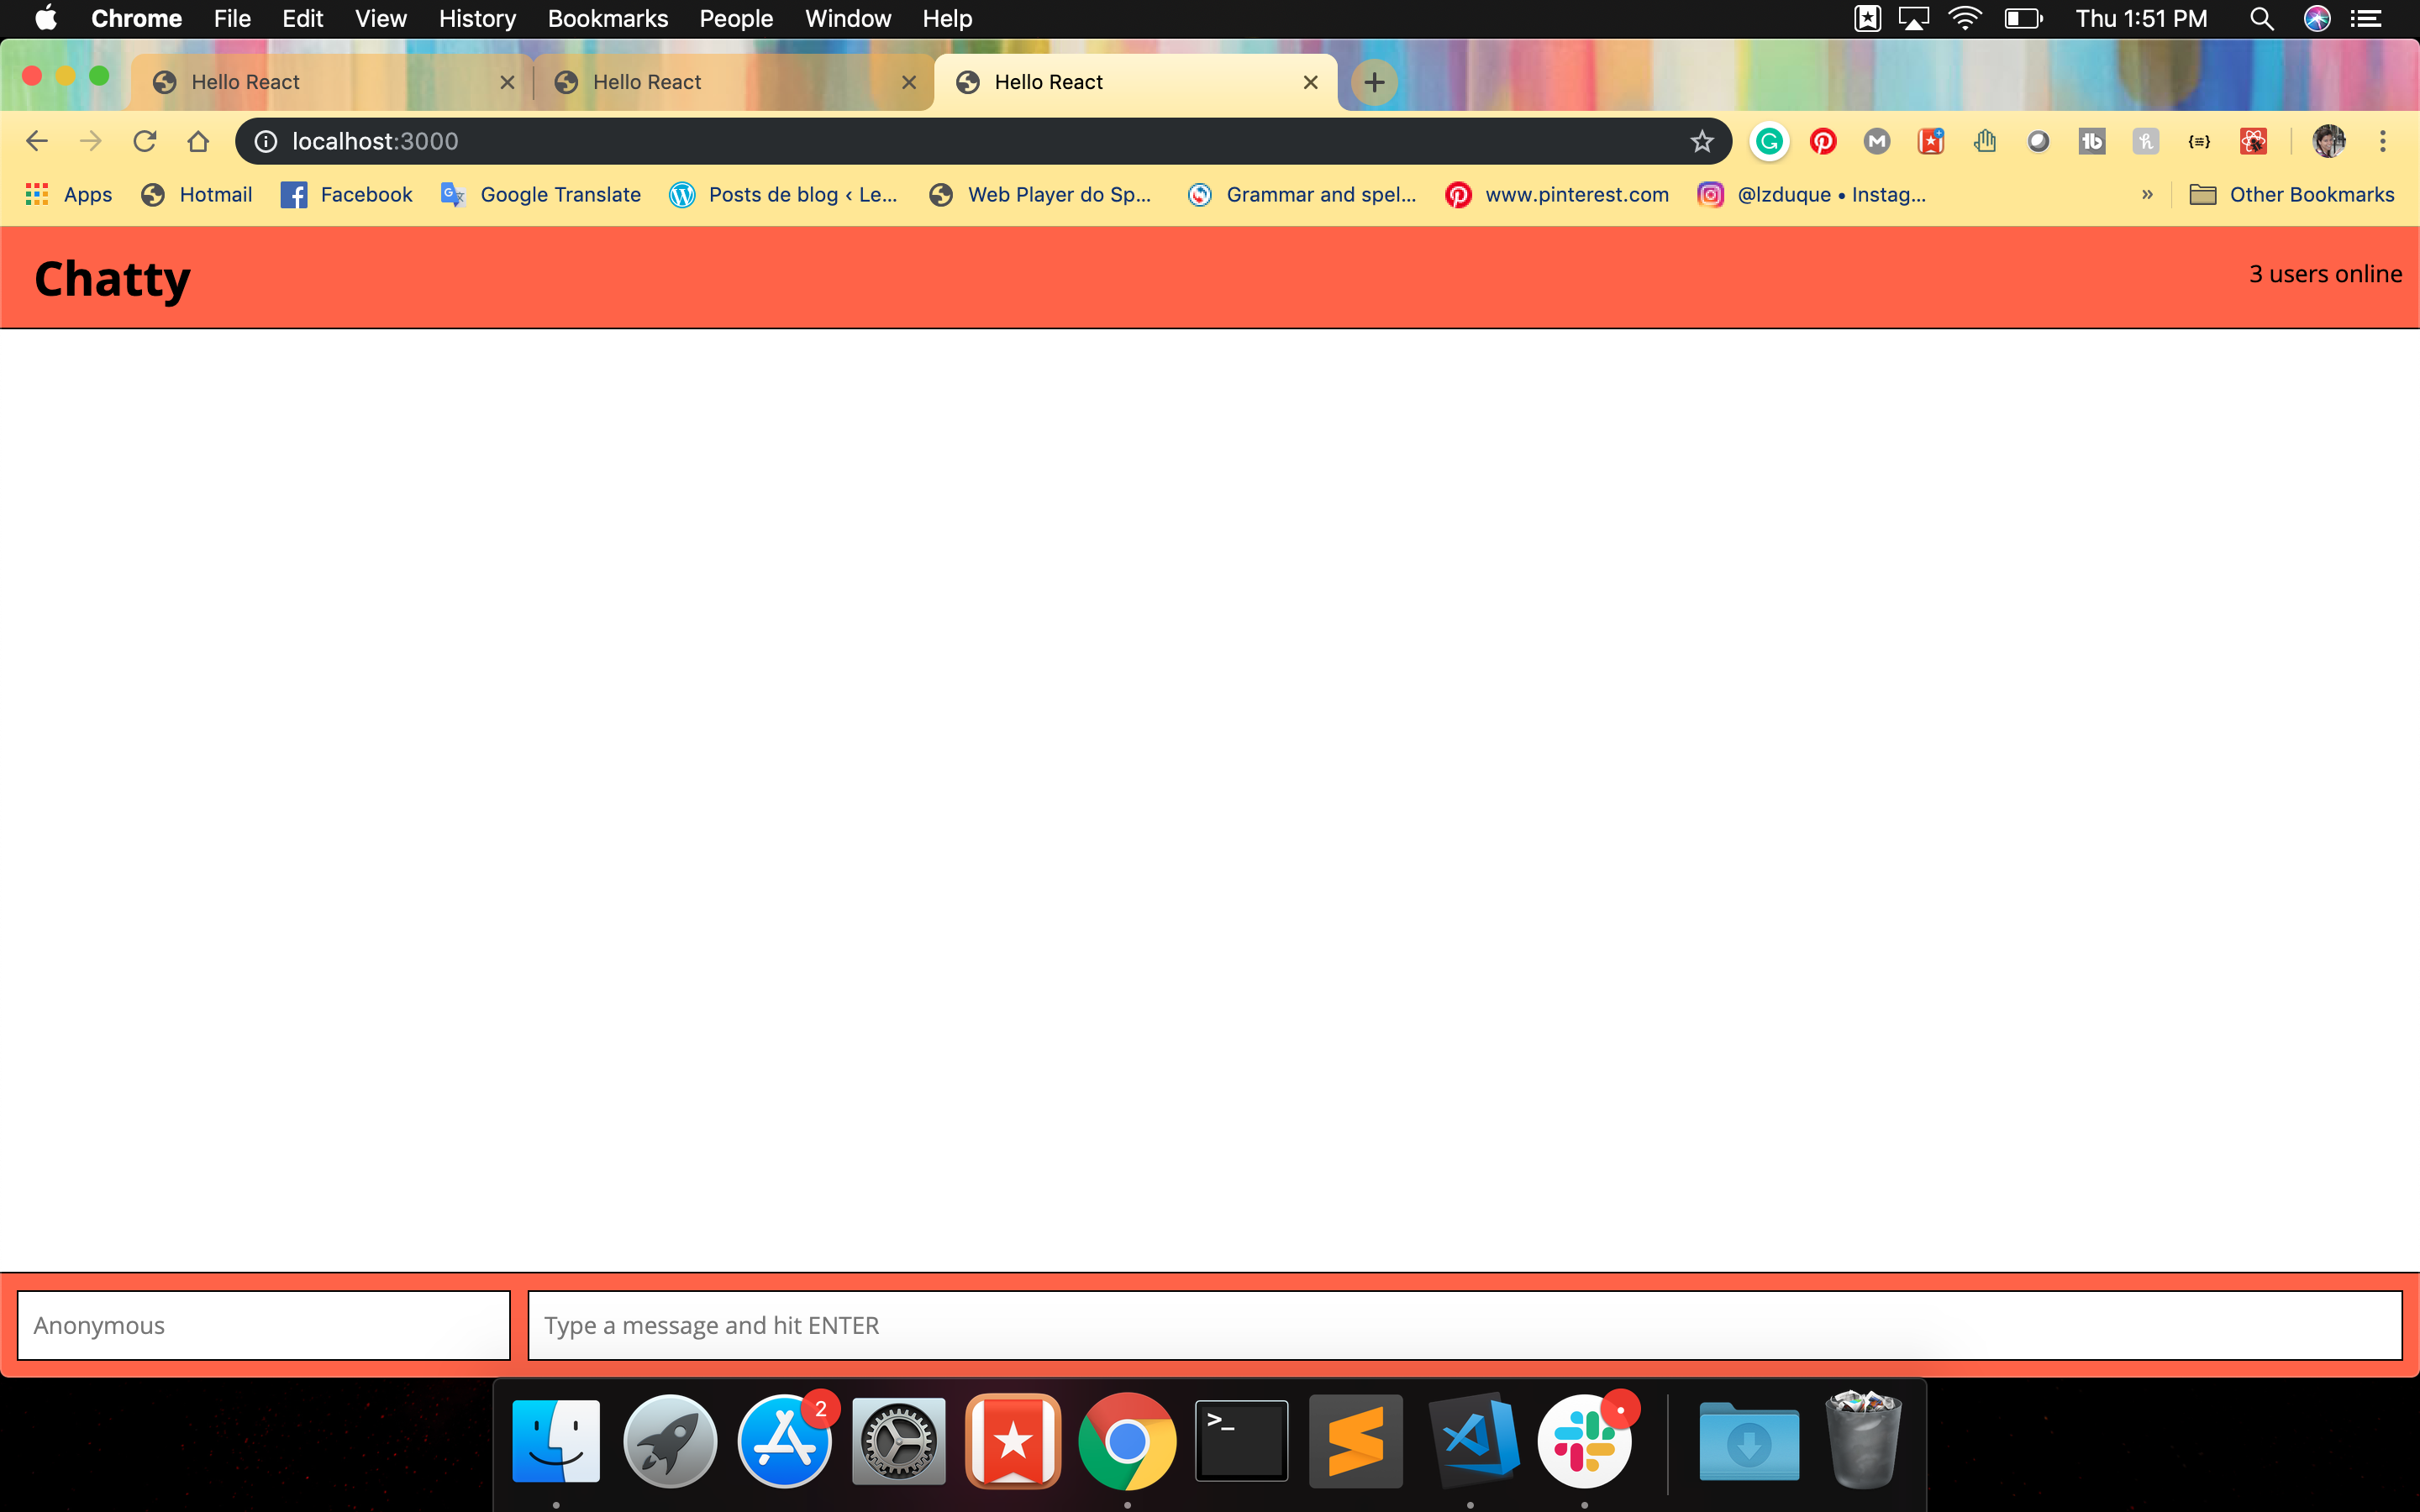 Chrome File Edit View History Bookmarks People Window Help Thu 1:51 PM
Hello React Hello React Hello React
localhost:3000
Apps Hotmail Facebook Google Translate Posts de blog ‹ Le... Web Player do Sp... Grammar and spel... www.pinterest.com @lzduque • Instag... » Other Bookmarks
Chatty 3 users online
Anonymous Type a message and hit ENTER
2
>_